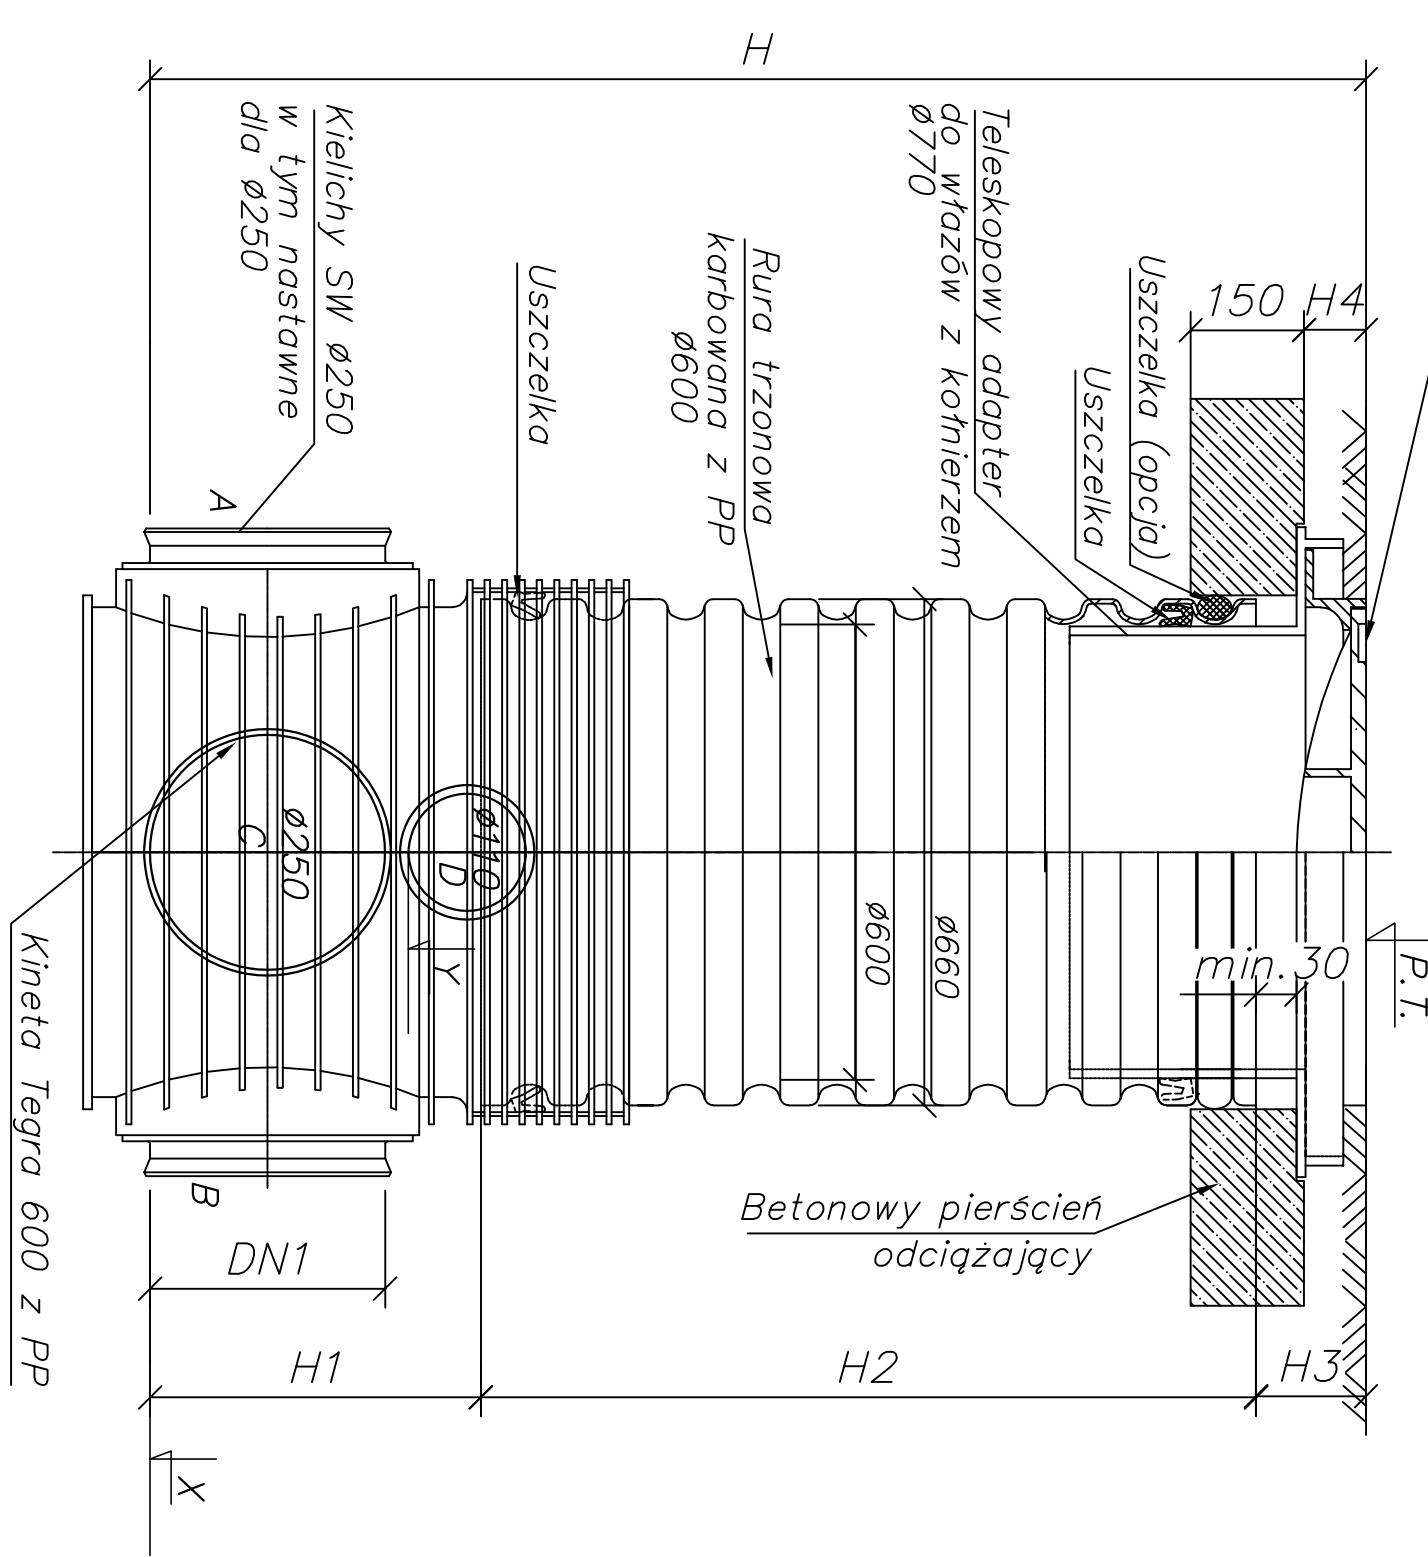 H
Kielichy SW ø250
w tym nastawne
dla ø250
Teleskopowy adapter
do włazów z kołnierzem
ø770
Rura trzonowa
karbowana z PP
ø600
Uszczelka
Uszczelka (opcja)
Uszczelka
150
H4
A
ø250
C
ø110
D
ø600
ø660
Y
min.30
P.T.
B
Betonowy pierścień
odciążający
DN1
H1
H2
H3
X
Kineta Tegra 600 z PP